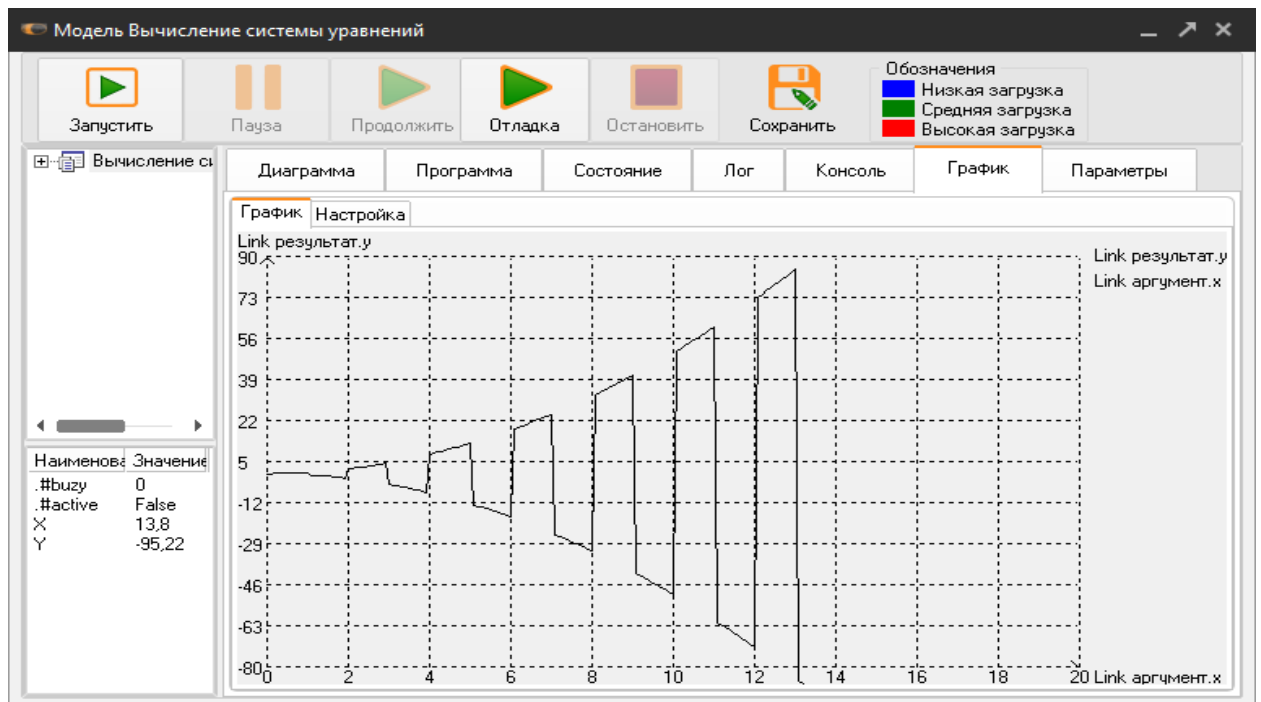 Модель Вычисление системы уравнений
Запустить
Пауза
Продолжить
Отладка
Остановить
Сохранить
Обозначения
Низкая загрузка
Средняя загрузка
Высокая загрузка
Вычисление си
Диаграмма
Программа
Состояние
Лог
Консоль
График
Параметры
График Настройка
Link результат.y
90
73
56
39
22
5
-12
-29
-46
-63
-80
0 2 4 6 8 10 12 14 16 18 20 Link аргумент.x
Link результат.y
Link аргумент.x
Наименова Значение
.#buzy 0
.#active False
X 13,8
Y -95,22